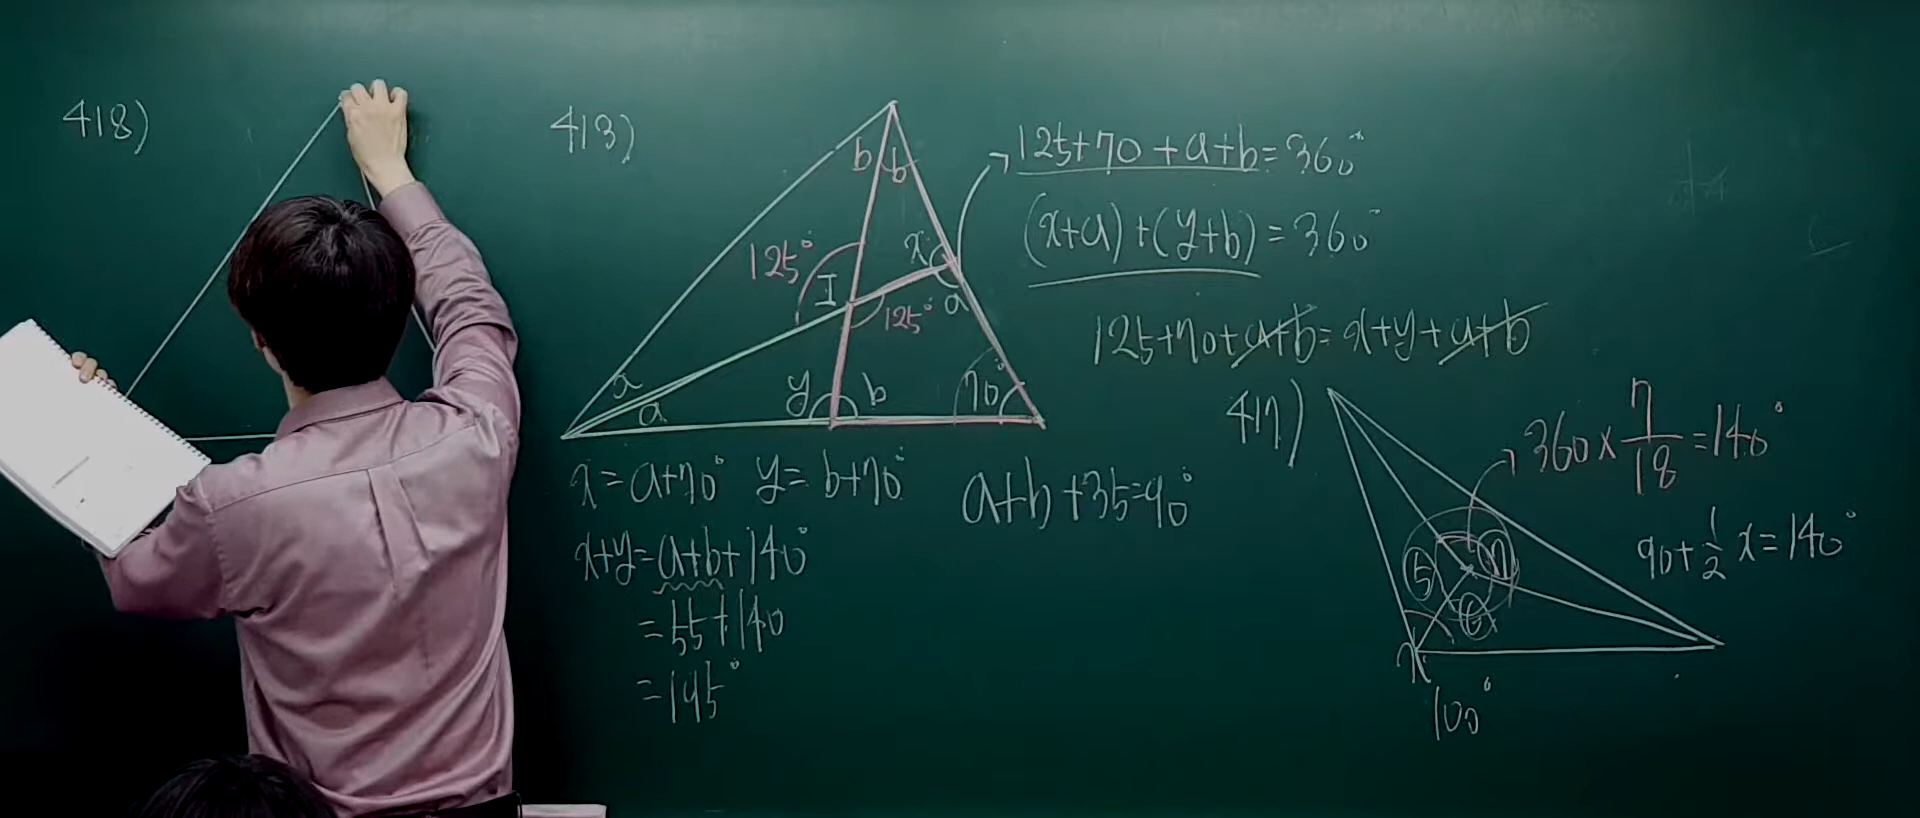 418)
413)
b b
125°
x
I
125°
a
a
a
y b
70°
x=a+70° y=b+70°
x+y=a+b+140°
=55+140
=195°
a+b+35=90°
125+70+a+b=360°
(x+a)+(y+b)=360°
125+70+a+b=x+y+a+b
417)
360×7/18=140°
90+1/2x=140°
5 7
6
x
100°